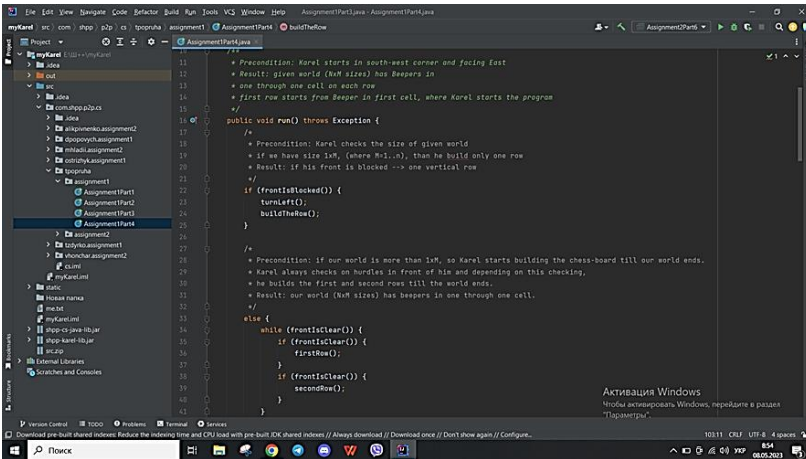 File Edit View Navigate Code Refactor Build Run Tools VCS Window Help Assignment1Part3.java - Assignment1Part4.java
myKarel src com shpp p2p cs tpopruha assignment1 Assignment1Part4 buildTheRow
Assignment2Part6
Project
Assignment1Part4.java
myKarel
.idea
out
src
.idea
com.shpp.p2p.cs
.idea
alikpivnenko.assignment2
dpopovych.assignment1
mhladii.assignment2
ostrizhyk.assignment1
tpopruha
assignment1
Assignment1Part1
Assignment1Part2
Assignment1Part3
Assignment1Part4
assignment2
tzdyrko.assignment1
vhonchar.assignment2
cs.iml
myKarel.iml
static
Новая папка
me.txt
myKarel.iml
shpp-cs-java-lib.jar
shpp-karel-lib.jar
src.zip
External Libraries
Scratches and Consoles
10 /**
11 * Precondition: Karel starts in south-west corner and facing East
12 * Result: given world (NxM sizes) has Beepers in
13 * one through one cell on each row
14 * first row starts from Beeper in first cell, where Karel starts the program
15 */
16 public void run() throws Exception {
17 /*
18 * Precondition: Karel checks the size of given world
19 * if we have size 1xM, (where M=1..n), than he build only one row
20 * Result: if his front is blocked --> one vertical row
21 */
22 if (frontIsBlocked()) {
23 turnLeft();
24 buildTheRow();
25 }
26
27 /*
28 * Precondition: if our world is more than 1xM, so Karel starts building the chess-board till our world ends.
29 * Karel always checks on hurdles in front of him and depending on this checking,
30 * he builds the first and second rows till the world ends.
31 * Result: our world (NxM sizes) has beepers in one through one cell.
32 */
33 else {
34 while (frontIsClear()) {
35 if (frontIsClear()) {
36 firstRow();
37 }
38 if (frontIsClear()) {
39 secondRow();
40 }
41 }
1
Project
Bookmarks
Structure
Активация Windows
Чтобы активировать Windows, перейдите в раздел
"Параметры".
Version Control TODO Problems Terminal Services
Download pre-built shared indexes: Reduce the indexing time and CPU load with pre-built JDK shared indexes // Always download // Download once // Don't show again // Configure...
103:11 CRLF UTF-8 4 spaces
Поиск
УКР
8:54
08.05.2023